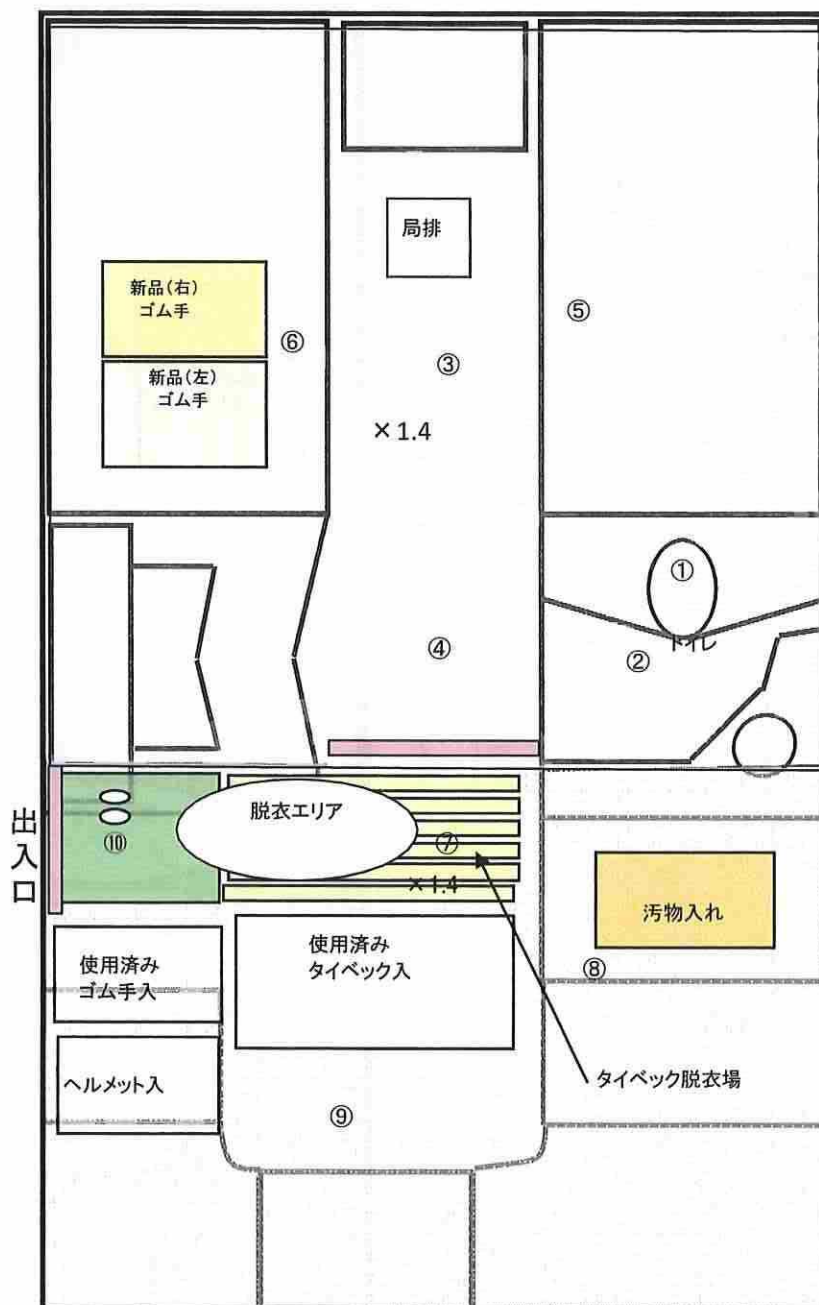 局排
新品(右)
ゴム手
⑤
⑥
③
新品(左)
ゴム手
×1.4
①
④
②
トイレ
出入口
脱衣エリア
⑩
⑦
×1.4
汚物入れ
使用済み
ゴム手入
使用済み
タイベック入
⑧
ヘルメット入
タイベック脱衣場
⑨